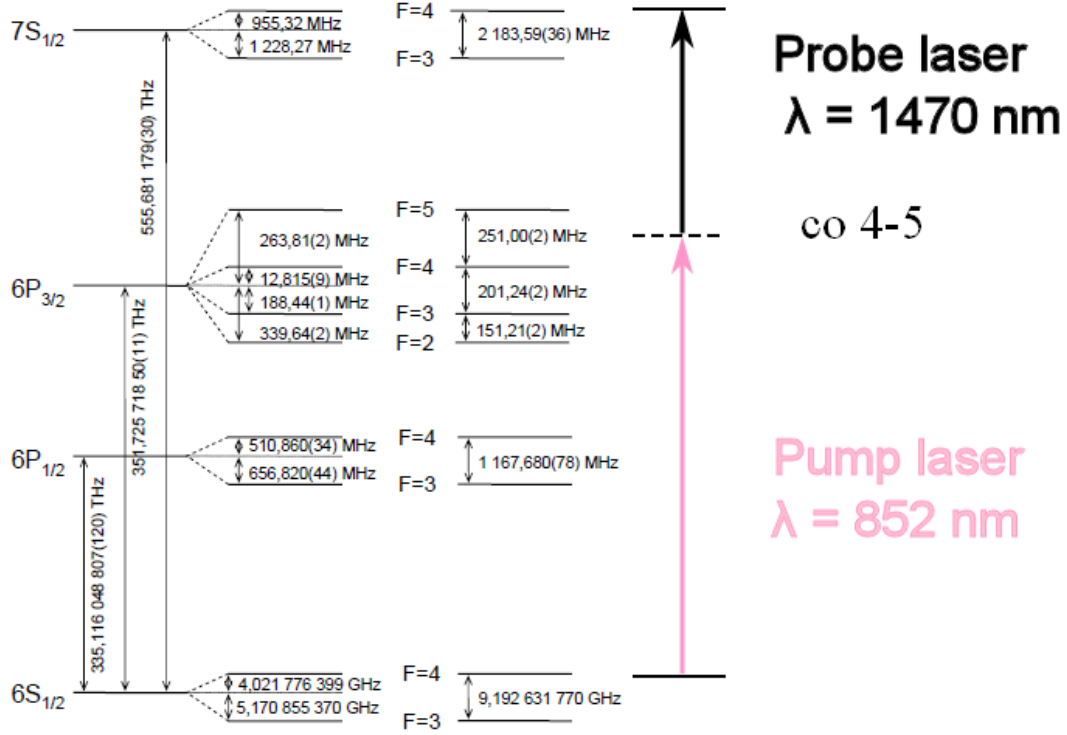 7S1/2
955,32 MHz
1 228,27 MHz
F=4
F=3
2 183,59(36) MHz
Probe laser
λ = 1470 nm
555,681 179(30) THz
6P3/2
263,81(2) MHz
12,815(9) MHz
188,44(1) MHz
339,64(2) MHz
F=5
F=4
F=3
F=2
251,00(2) MHz
201,24(2) MHz
151,21(2) MHz
co 4-5
351,725 718 50(11) THz
6P1/2
510,860(34) MHz
656,820(44) MHz
F=4
F=3
1 167,680(78) MHz
Pump laser
λ = 852 nm
335,116 048 807(120) THz
6S1/2
4,021 776 399 GHz
5,170 855 370 GHz
F=4
F=3
9,192 631 770 GHz